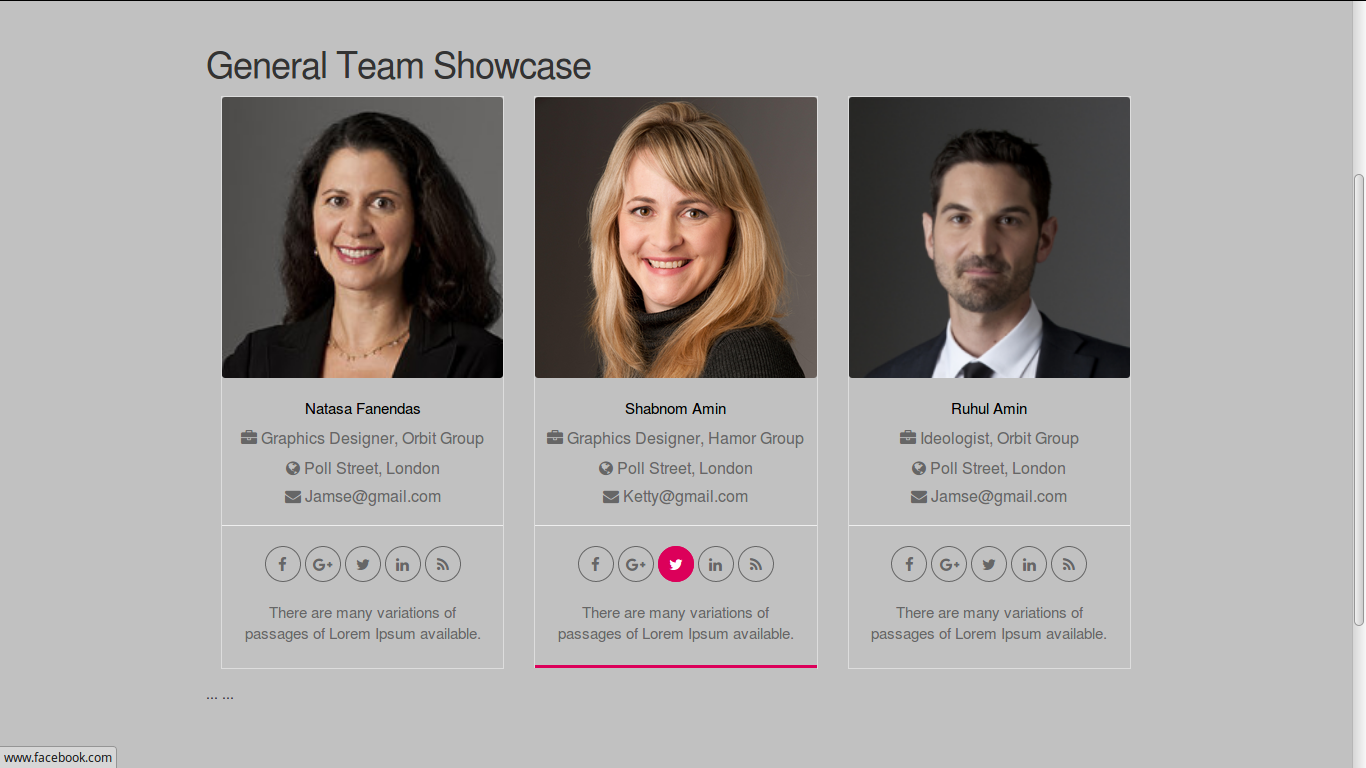 General Team Showcase
Natasa Fanendas
Graphics Designer, Orbit Group
Poll Street, London
Jamse@gmail.com
There are many variations of
passages of Lorem Ipsum available.
Shabnom Amin
Graphics Designer, Hamor Group
Poll Street, London
Ketty@gmail.com
There are many variations of
passages of Lorem Ipsum available.
Ruhul Amin
Ideologist, Orbit Group
Poll Street, London
Jamse@gmail.com
There are many variations of
passages of Lorem Ipsum available.
... ...
www.facebook.com